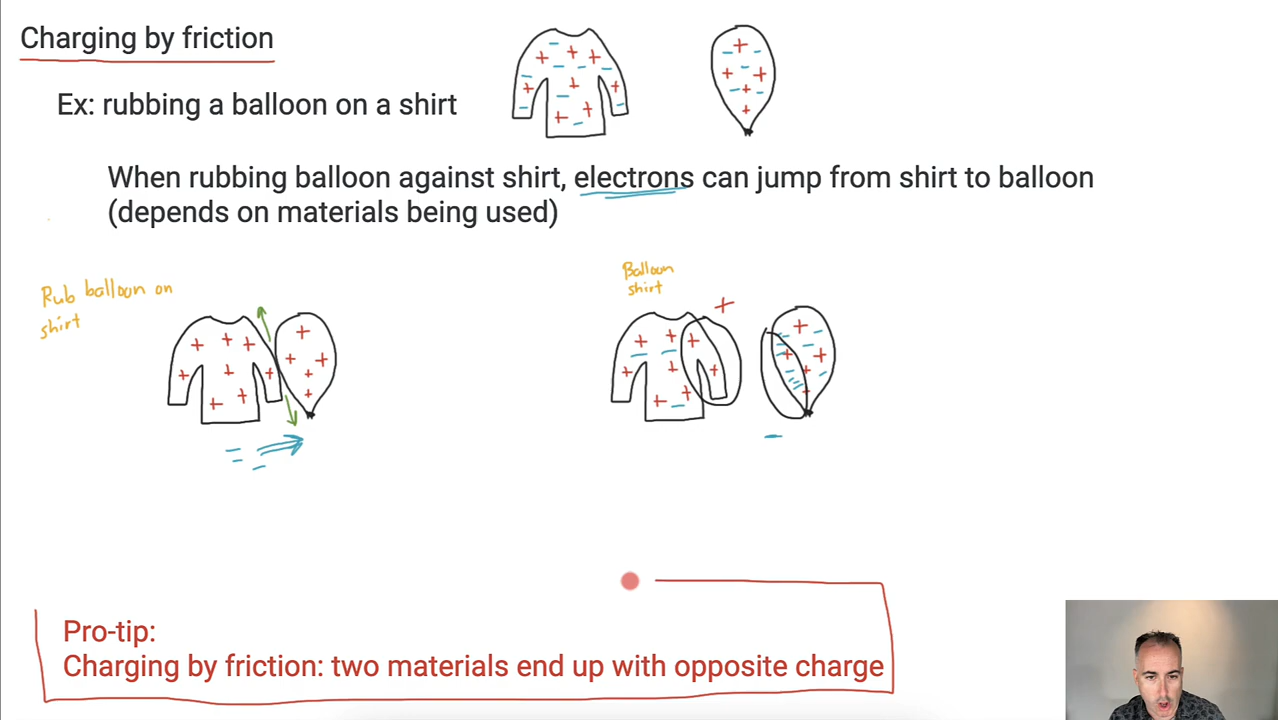 Charging by friction
Ex: rubbing a balloon on a shirt
When rubbing balloon against shirt, electrons can jump from shirt to balloon
(depends on materials being used)
Rub balloon on
shirt
Balloon
shirt
Pro-tip:
Charging by friction: two materials end up with opposite charge